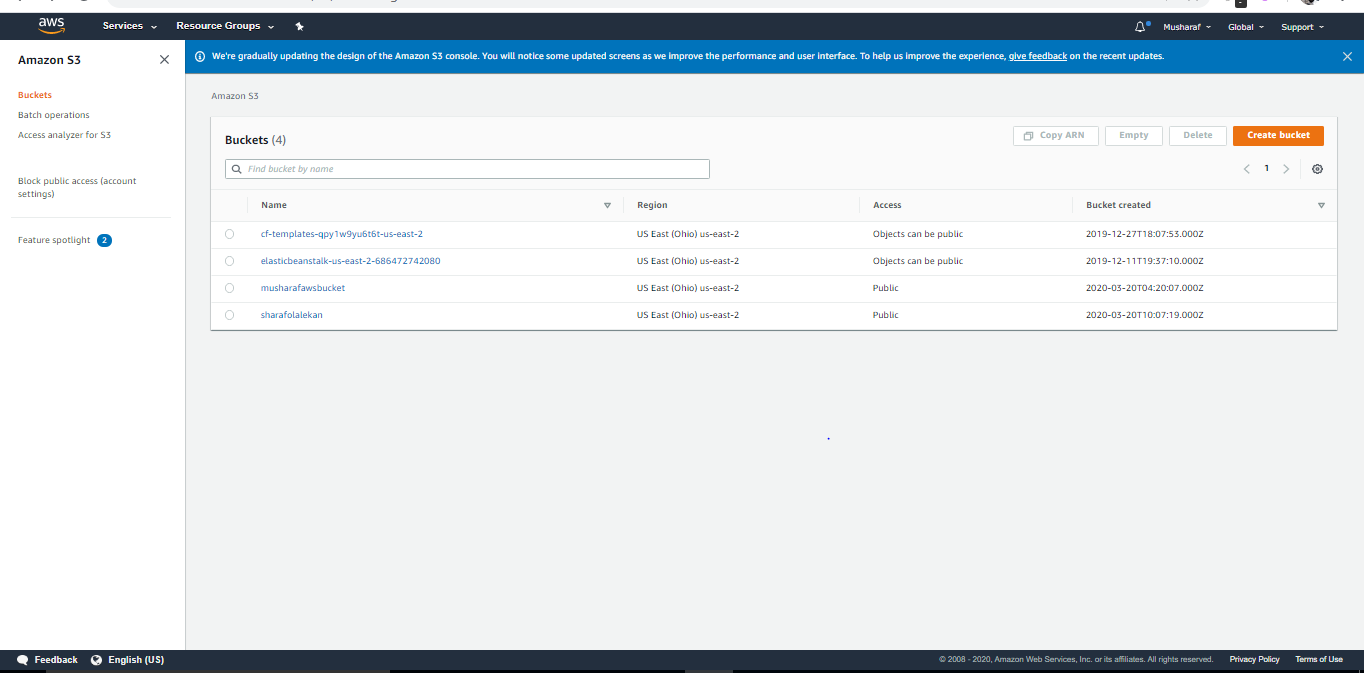 aws Services Resource Groups Musharaf Global Support
Amazon S3
We're gradually updating the design of the Amazon S3 console. You will notice some updated screens as we improve the performance and user interface. To help us improve the experience, give feedback on the recent updates.
Buckets
Batch operations
Access analyzer for S3
Block public access (account
settings)
Feature spotlight 2
Amazon S3
Buckets (4) Copy ARN Empty Delete Create bucket
Find bucket by name 1
Name Region Access Bucket created
cf-templates-qpy1w9yu6t6t-us-east-2 US East (Ohio) us-east-2 Objects can be public 2019-12-27T18:07:53.000Z
elasticbeanstalk-us-east-2-686472742080 US East (Ohio) us-east-2 Objects can be public 2019-12-11T19:37:10.000Z
musharafawsbucket US East (Ohio) us-east-2 Public 2020-03-20T04:20:07.000Z
sharafolalekan US East (Ohio) us-east-2 Public 2020-03-20T10:07:19.000Z
Feedback English (US) © 2008 - 2020, Amazon Web Services, Inc. or its affiliates. All rights reserved. Privacy Policy Terms of Use